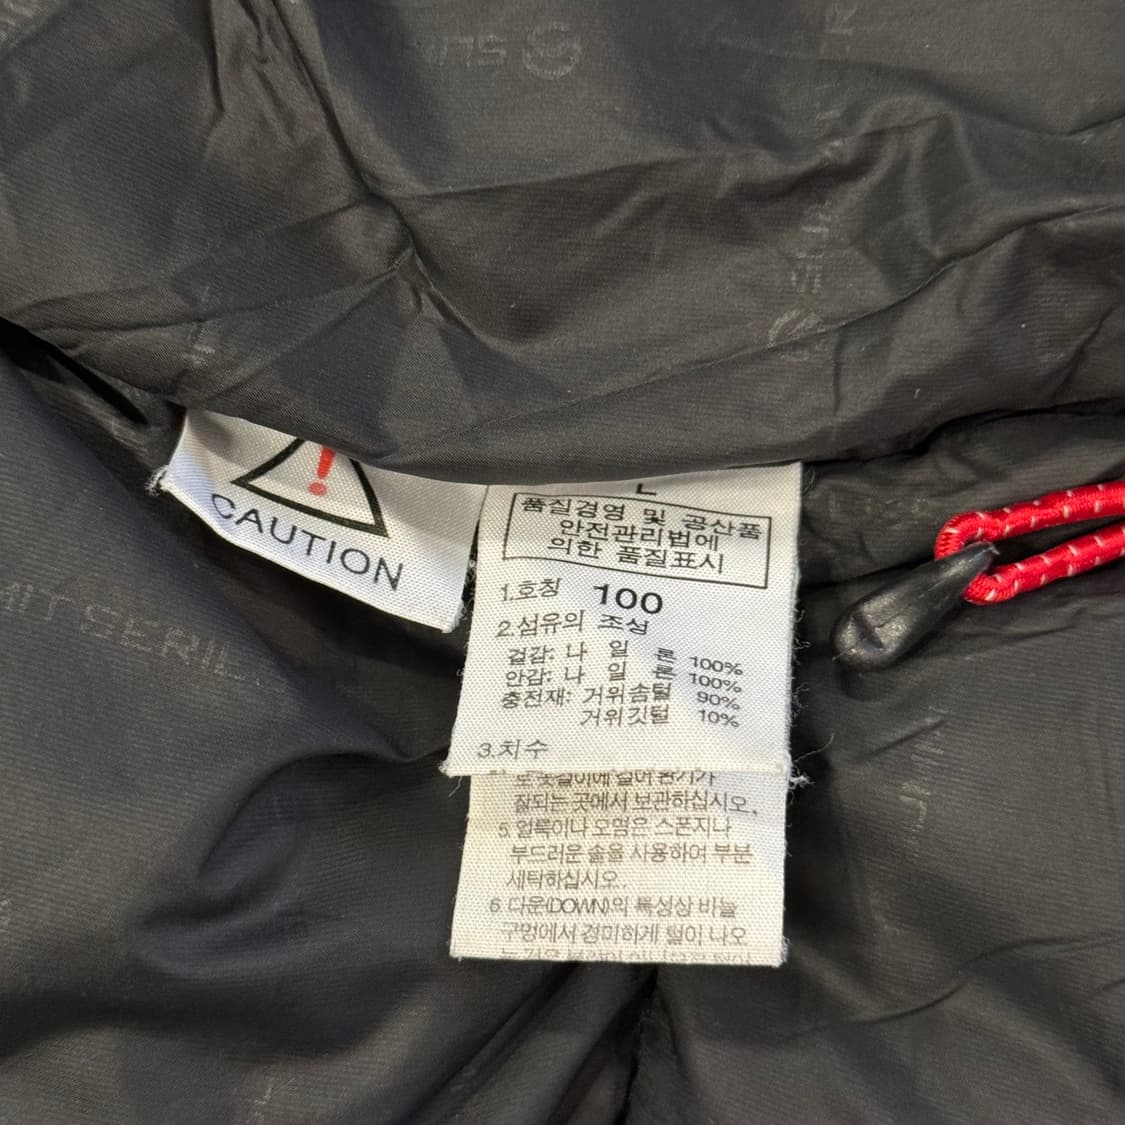 CAUTION
L
품질경영 및 공산품
안전관리법에
의한 품질표시
1.호칭 100
2.섬유의 조성
겉감: 나 일 론 100%
안감: 나 일 론 100%
충전재: 거위솜털 90%
거위깃털 10%
3.치수
잘되는 곳에서 보관하십시오.
5. 얼룩이나 오염은 스폰지나
부드러운 솔을 사용하여 부분
세탁하십시오.
6. 다운(DOWN)의 특성상 바늘
구멍에서 경미하게 털이 나오